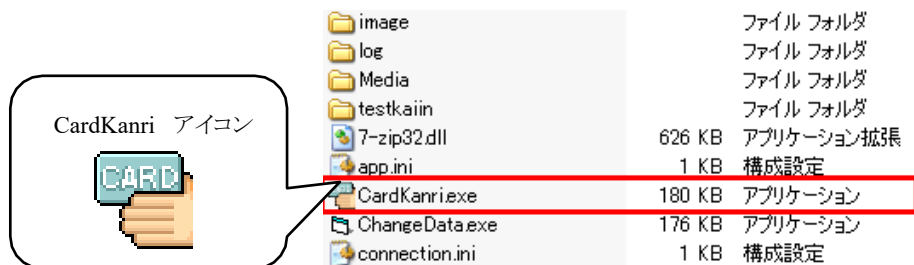 CardKanri アイコン
CARD
image ファイル フォルダ
log ファイル フォルダ
Media ファイル フォルダ
testkaiin ファイル フォルダ
7-zip32.dll 626 KB アプリケーション拡張
app.ini 1 KB 構成設定
CardKanri.exe 180 KB アプリケーション
ChangeData.exe 176 KB アプリケーション
connection.ini 1 KB 構成設定